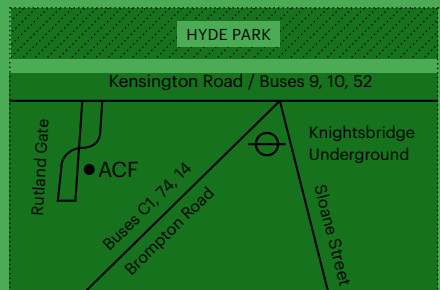 HYDE PARK
Kensington Road / Buses 9, 10, 52
Knightsbridge
Underground
Rutland Gate
ACF
Buses C1, 74, 14
Brompton Road
Sloane Street